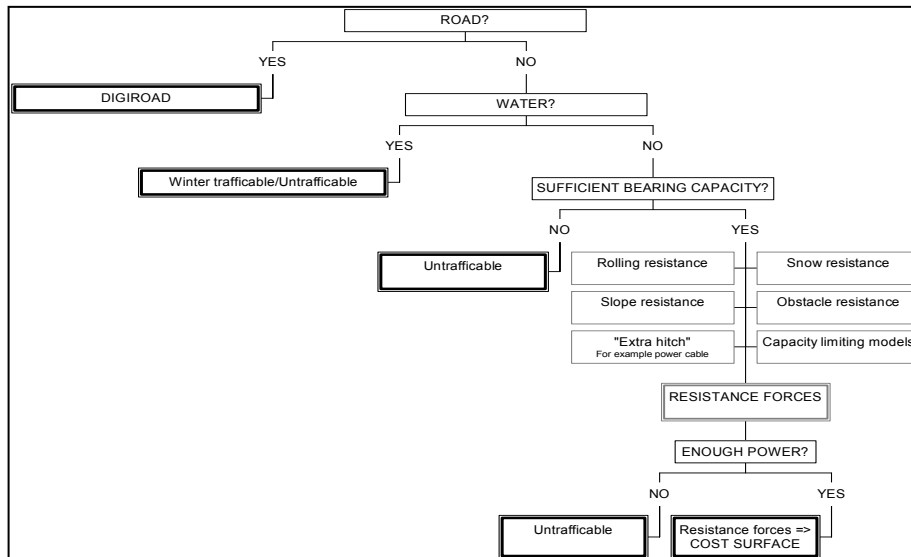 ROAD?
YES
NO
DIGIROAD
WATER?
YES
NO
Winter trafficable/Untrafficable
SUFFICIENT BEARING CAPACITY?
NO
YES
Untrafficable
Rolling resistance
Snow resistance
Slope resistance
Obstacle resistance
"Extra hitch"
For example power cable
Capacity limiting models
RESISTANCE FORCES
ENOUGH POWER?
NO
YES
Untrafficable
Resistance forces =>
COST SURFACE